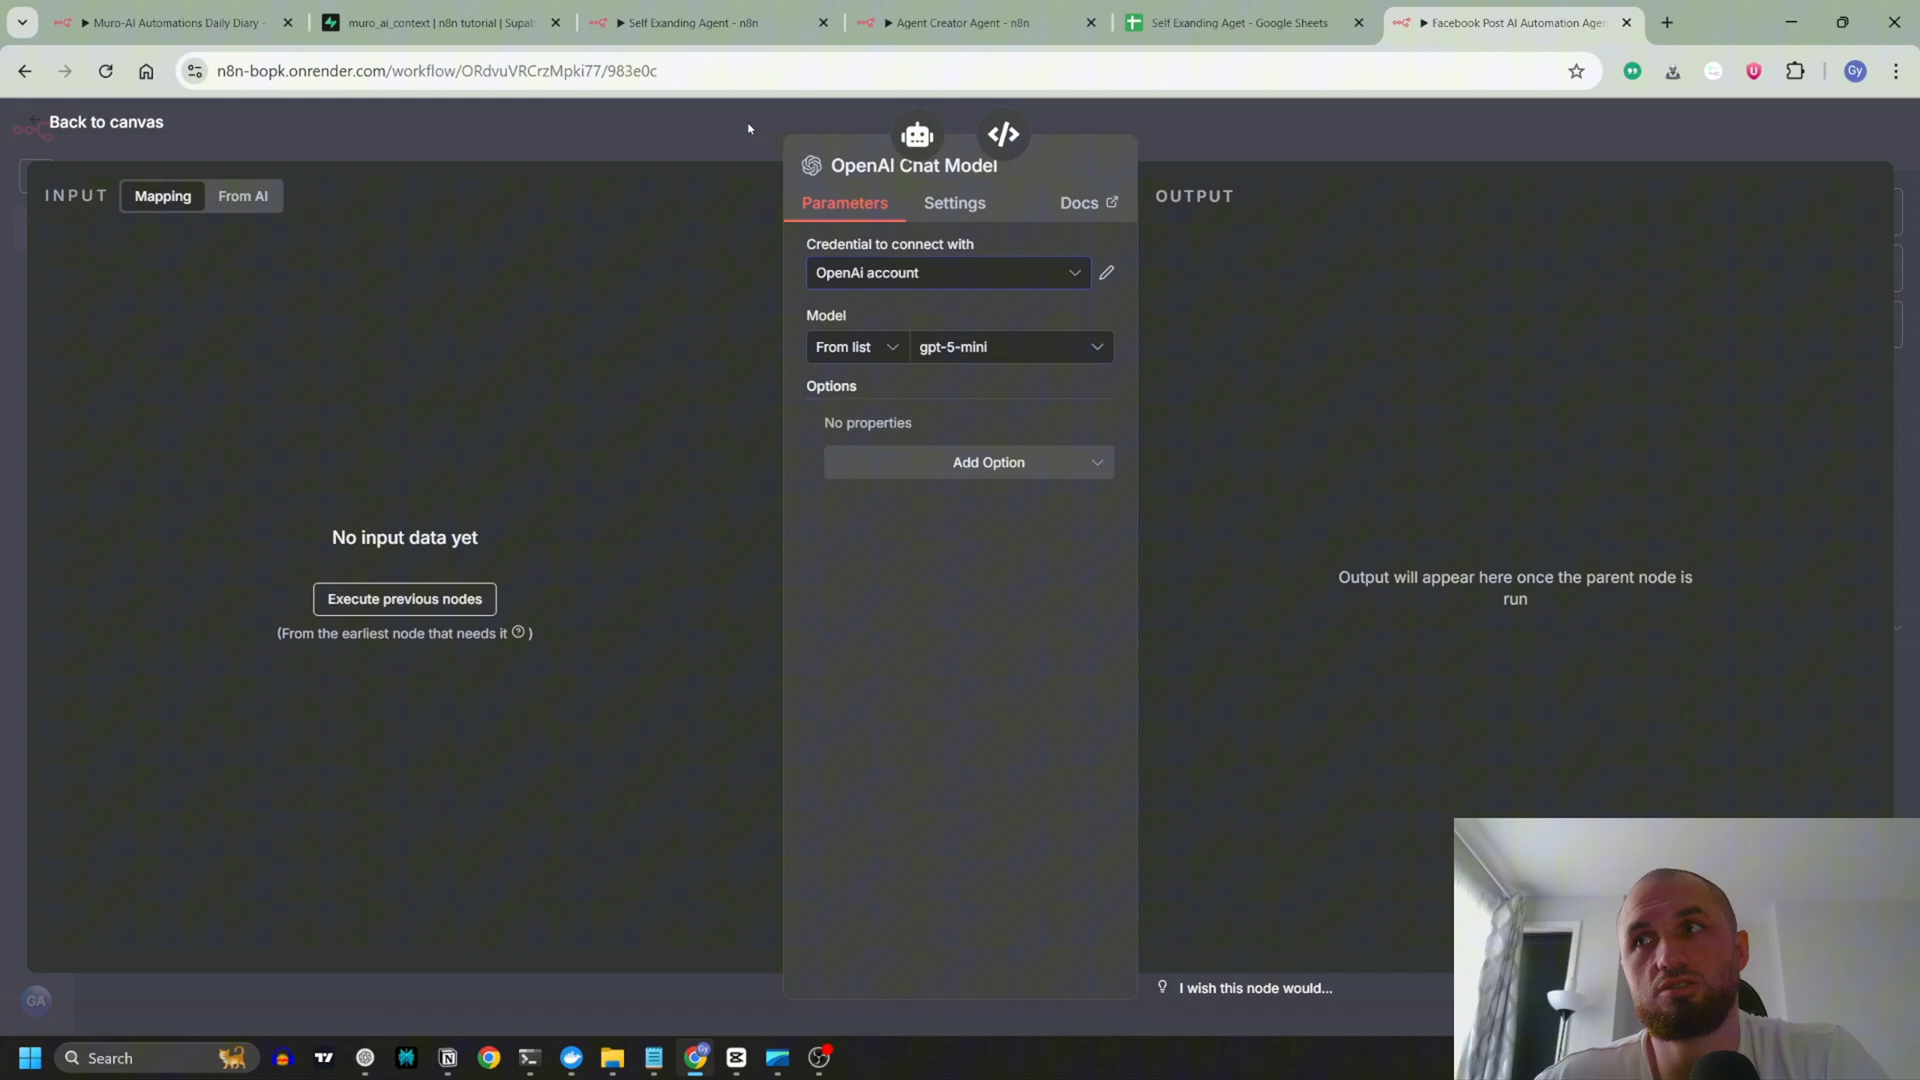 Muro-AI Automations Daily Diary -
muro_ai_context | n8n tutorial | Supab
Self Exanding Agent - n8n
Agent Creator Agent - n8n
Self Exanding Aget - Google Sheets
Facebook Post AI Automation Agen
n8n-bopk.onrender.com/workflow/ORdvuVRCrzMpki77/983e0c
Gy
Back to canvas
OpenAI Chat Model
INPUT
Mapping
From AI
Parameters
Settings
Docs
OUTPUT
Credential to connect with
OpenAi account
Model
From list
gpt-5-mini
Options
No properties
Add Option
No input data yet
Execute previous nodes
(From the earliest node that needs it ? )
Output will appear here once the parent node is
run
I wish this node would...
GA
Search